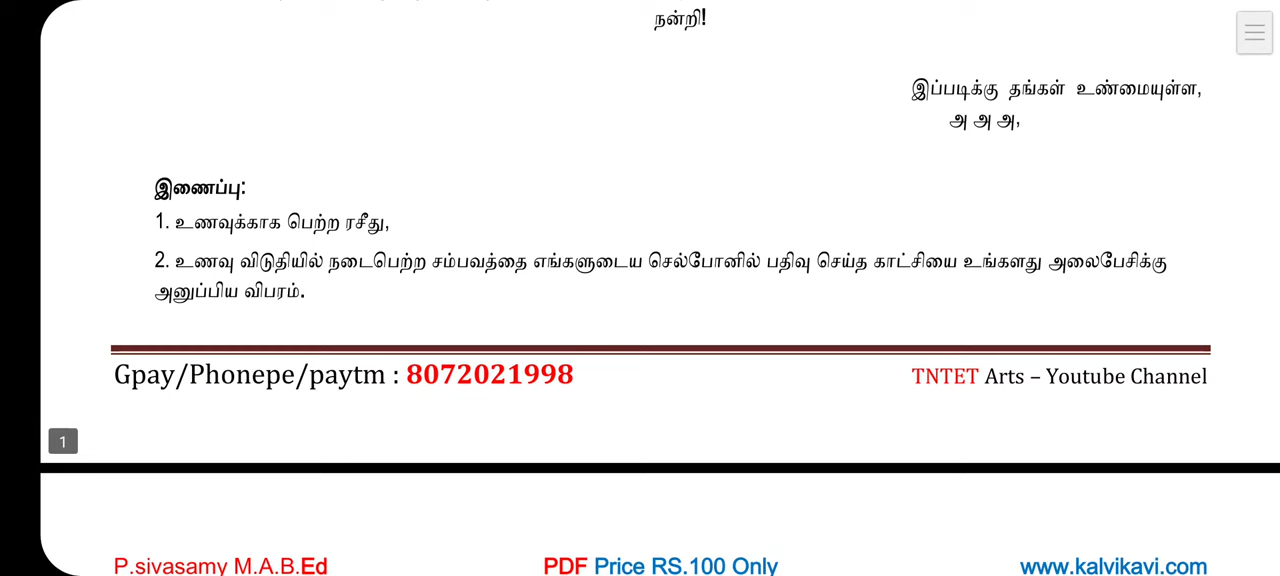 நன்றி!
இப்படிக்கு தங்கள் உண்மையுள்ள,
அ அ அ,
இணைப்பு:
1. உணவுக்காக பெற்ற ரசீது,
2. உணவு விடுதியில் நடைபெற்ற சம்பவத்தை எங்களுடைய செல்போனில் பதிவு செய்த காட்சியை உங்களது அலைபேசிக்கு
அனுப்பிய விபரம்.
Gpay/Phonepe/paytm : 8072021998 TNTET Arts – Youtube Channel
1
P.sivasamy M.A.B.Ed PDF Price RS.100 Only www.kalvikavi.com